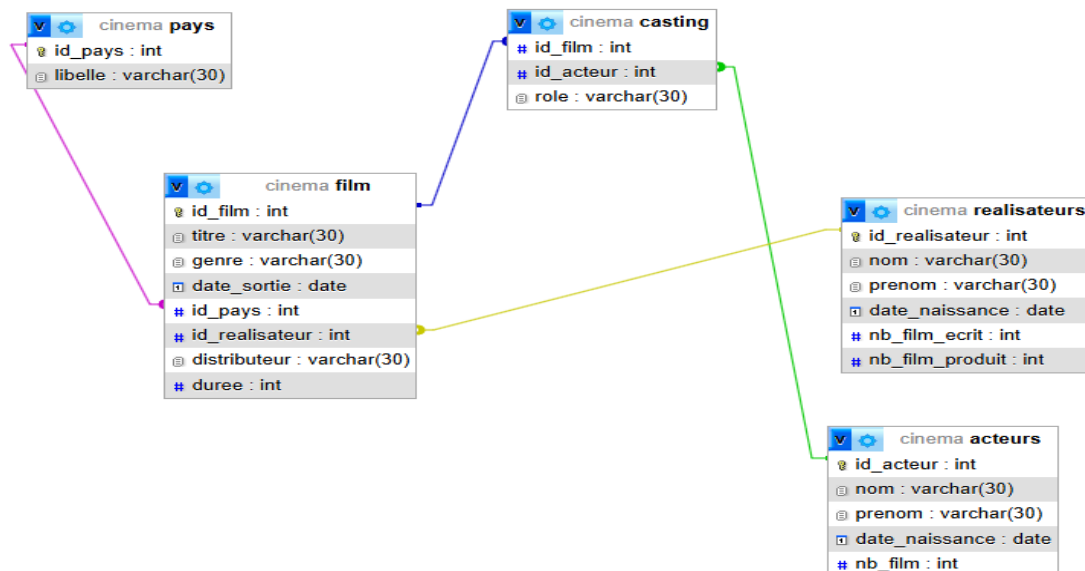 cinema pays
id_pays : int
libelle : varchar(30)
cinema casting
# id_film : int
# id_acteur : int
role : varchar(30)
cinema film
id_film : int
titre : varchar(30)
genre : varchar(30)
date_sortie : date
# id_pays : int
# id_realisateur : int
distributeur : varchar(30)
# duree : int
cinema realisateurs
id_realisateur : int
nom : varchar(30)
prenom : varchar(30)
date_naissance : date
# nb_film_ecrit : int
# nb_film_produit : int
cinema acteurs
id_acteur : int
nom : varchar(30)
prenom : varchar(30)
date_naissance : date
# nb_film : int